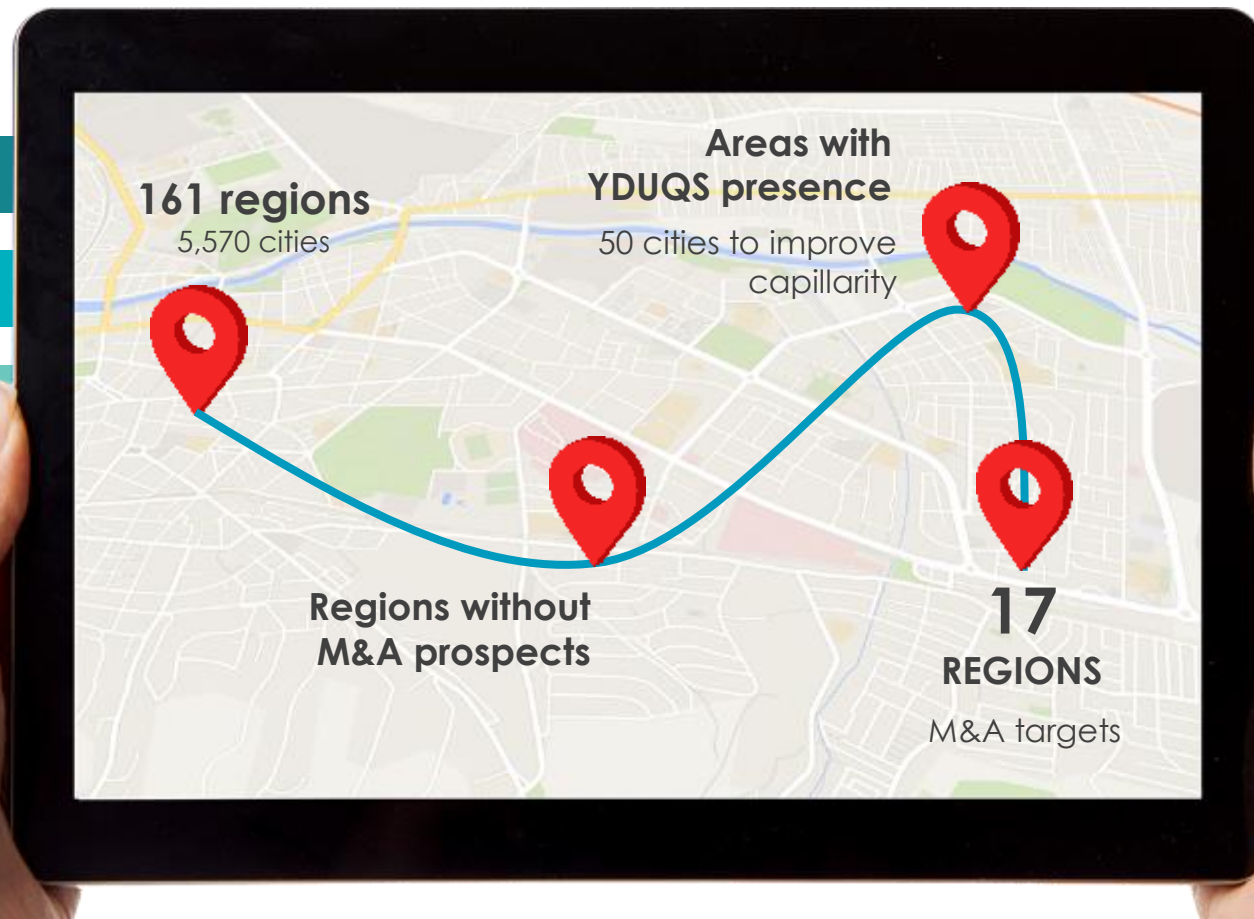 161 regions
5,570 cities
Regions without
M&A prospects
Areas with
YDUQS presence
50 cities to improve
capillarity
17
REGIONS
M&A targets